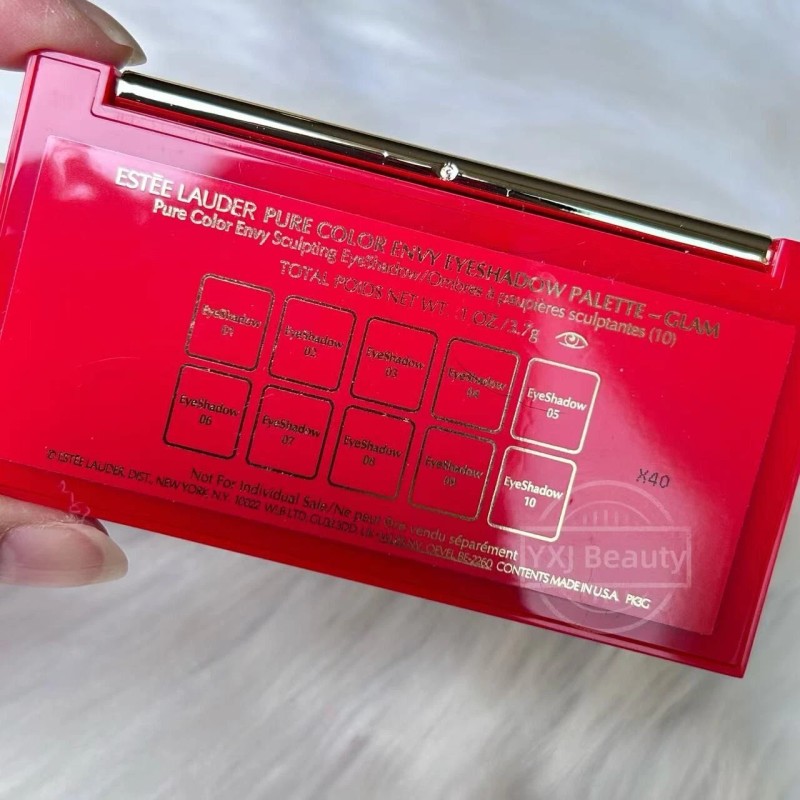 ESTĒE LAUDER PURE COLOR ENVY EYESHADOW PALETTE – GLAM
Pure Color Envy Sculpting EyeShadow/Ombres à paupières sculptantes (10)
TOTAL POIDS NET WT. .1 OZ./3.7g
EyeShadow 01
EyeShadow 02
EyeShadow 03
EyeShadow 04
EyeShadow 05
EyeShadow 06
EyeShadow 07
EyeShadow 08
EyeShadow 09
EyeShadow 10
X40
Not For Individual Sale/Ne peut être vendu séparément
ESTĒE LAUDER, DIST., NEW YORK, N.Y. 10022 CONTENTS MADE IN U.S.A. PK3G
YXJ Beauty